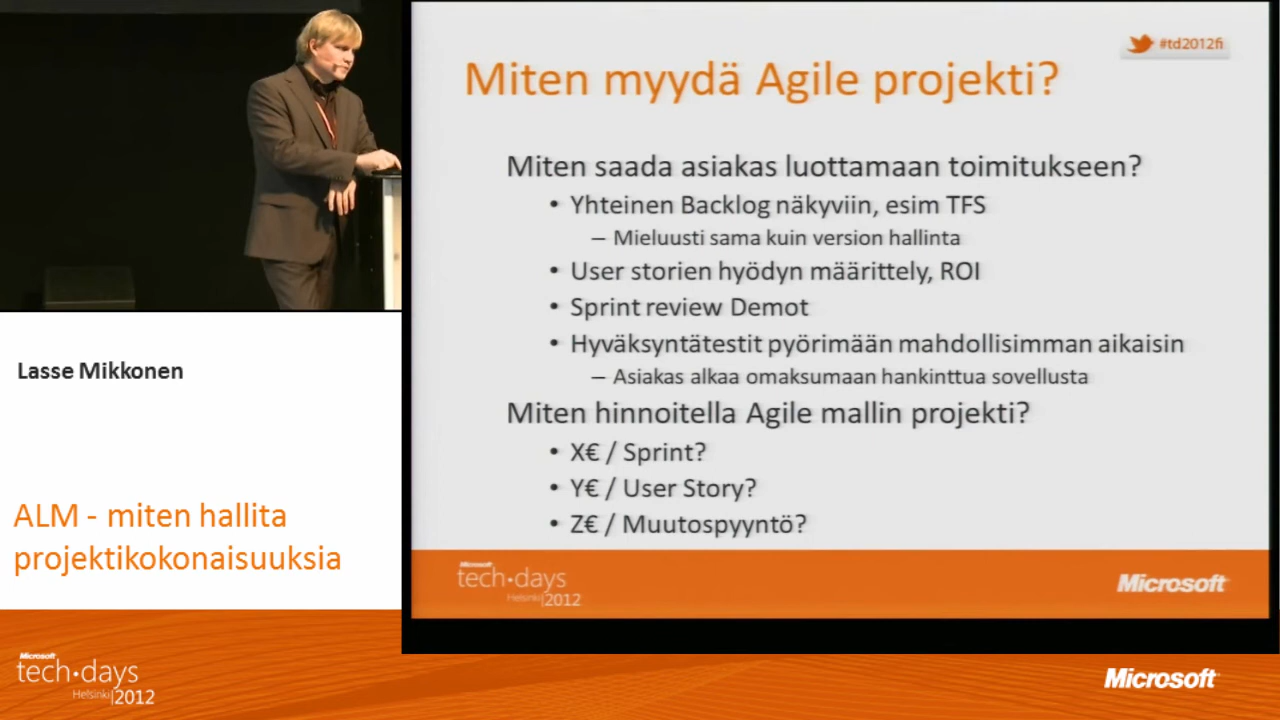 #td2012fi
Miten myydä Agile projekti?
Miten saada asiakas luottamaan toimitukseen?
• Yhteinen Backlog näkyviin, esim TFS
– Mieluusti sama kuin version hallinta
• User storien hyödyn määrittely, ROI
• Sprint review Demot
• Hyväksyntätestit pyörimään mahdollisimman aikaisin
– Asiakas alkaa omaksumaan hankinttua sovellusta
Miten hinnoitella Agile mallin projekti?
• X€ / Sprint?
• Y€ / User Story?
• Z€ / Muutospyyntö?
Microsoft
tech·days
Helsinki|2012
Microsoft
Lasse Mikkonen
ALM - miten hallita
projektikokonaisuuksia
Microsoft
tech·days
Helsinki|2012
Microsoft